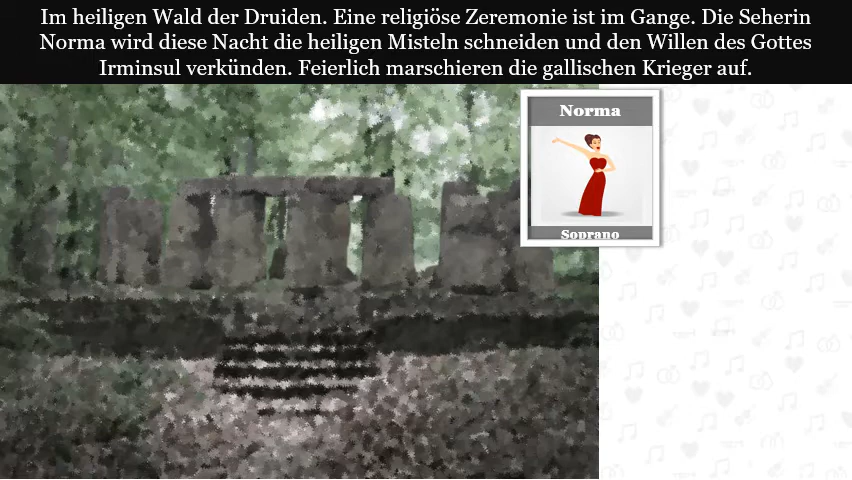 Im heiligen Wald der Druiden. Eine religiöse Zeremonie ist im Gange. Die Seherin
Norma wird diese Nacht die heiligen Misteln schneiden und den Willen des Gottes
Irminsul verkünden. Feierlich marschieren die gallischen Krieger auf.
Norma
Soprano